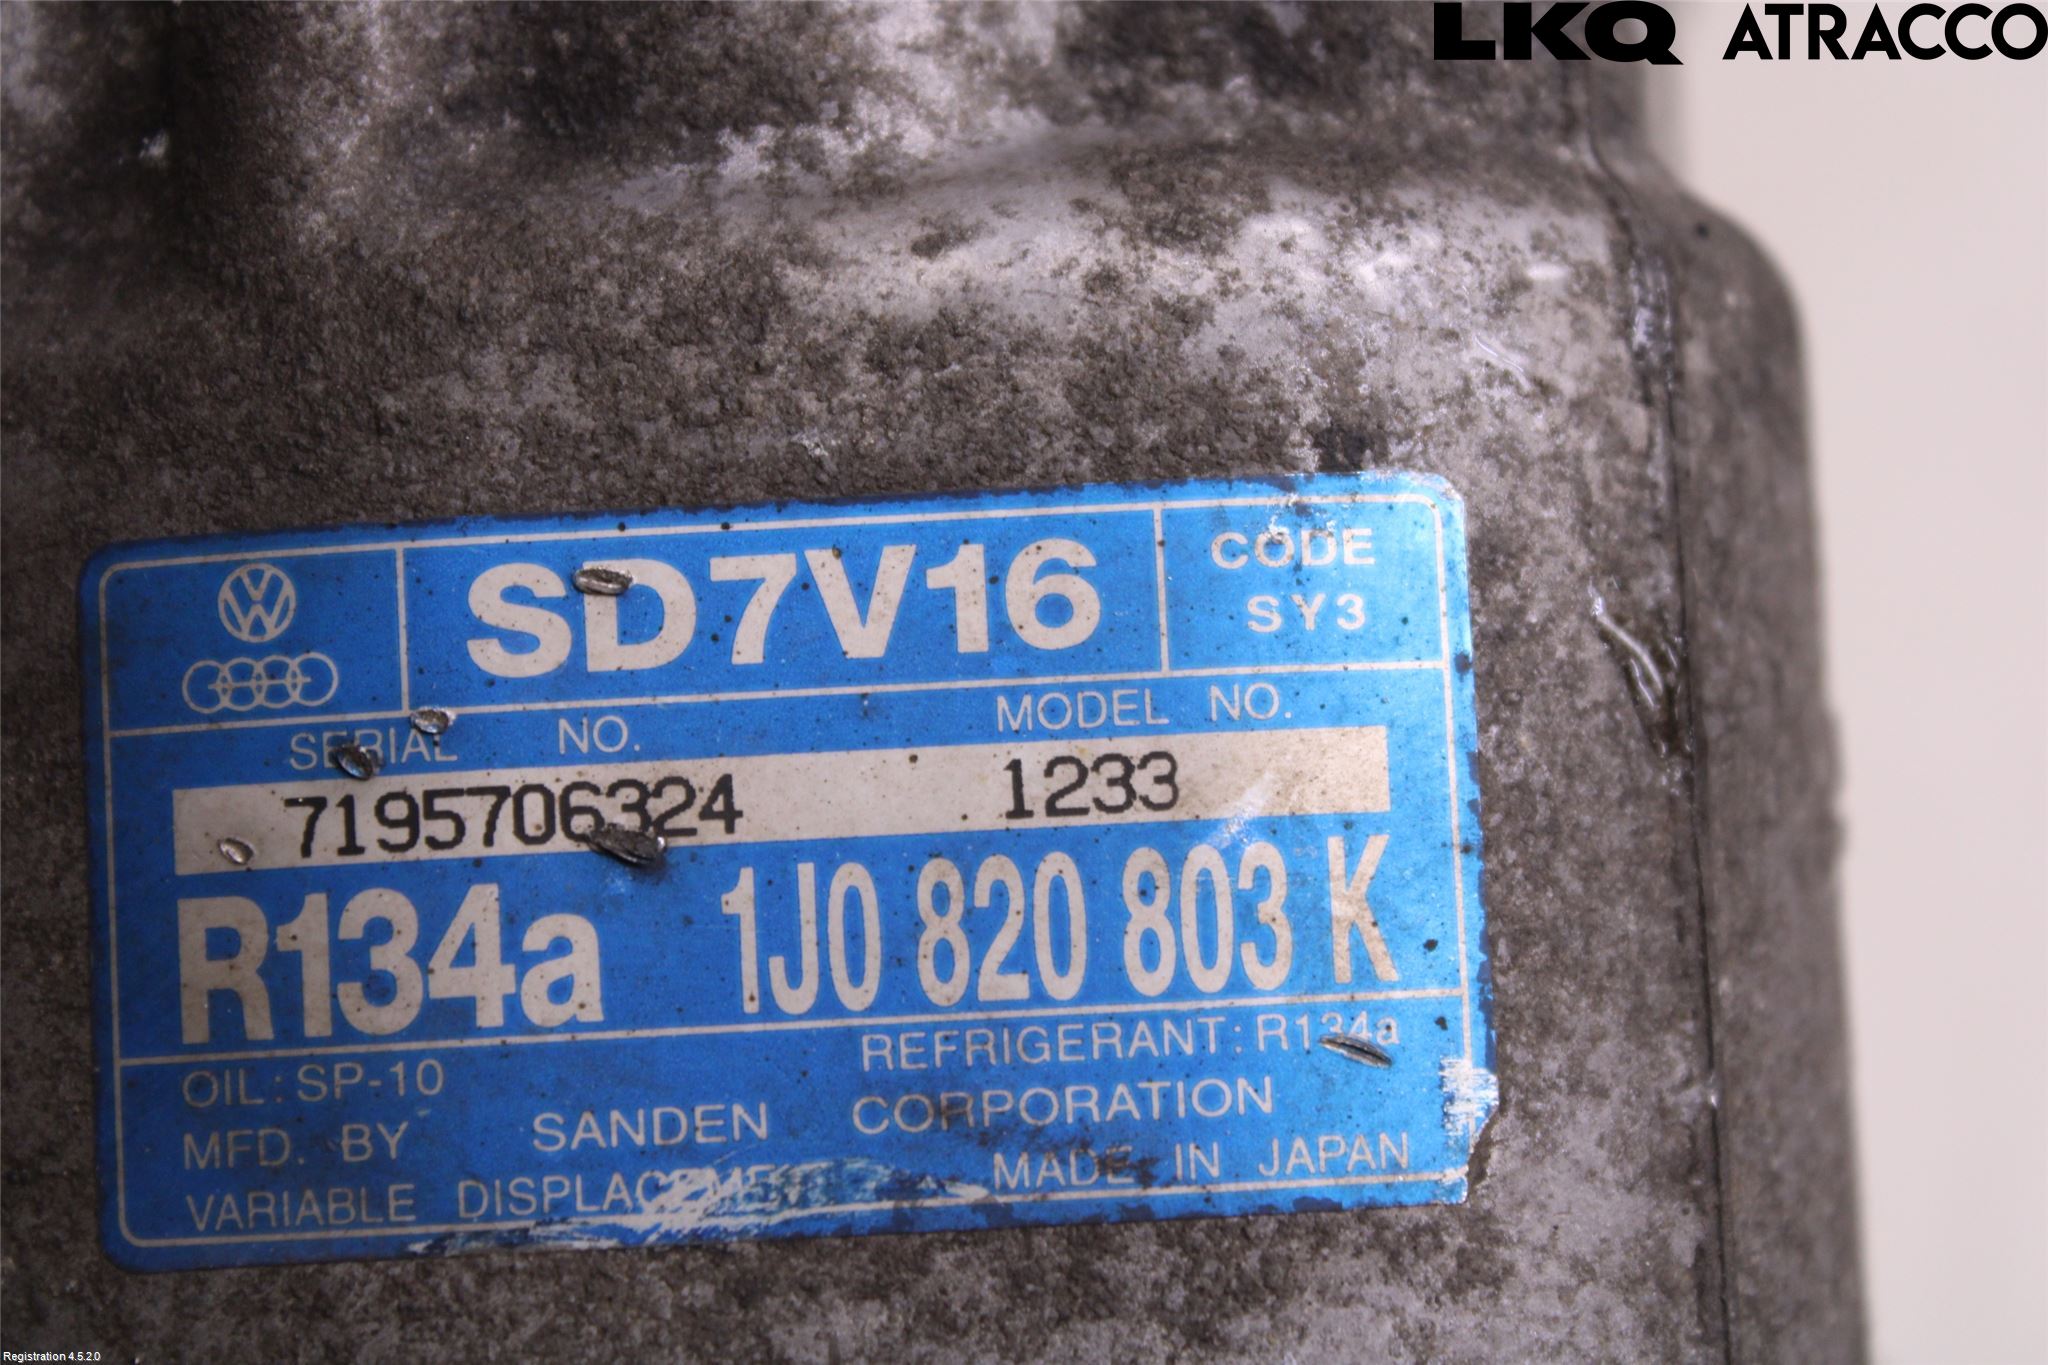 LKQ ATRACCO
SD7V16
CODE
SY3
SERIAL NO. MODEL NO.
7195706324 1233
R134a 1J0 820 803 K
OIL: SP-10 REFRIGERANT: R134a
MFD. BY SANDEN CORPORATION
VARIABLE DISPLACEMENT MADE IN JAPAN
Registration 4.5.2.0